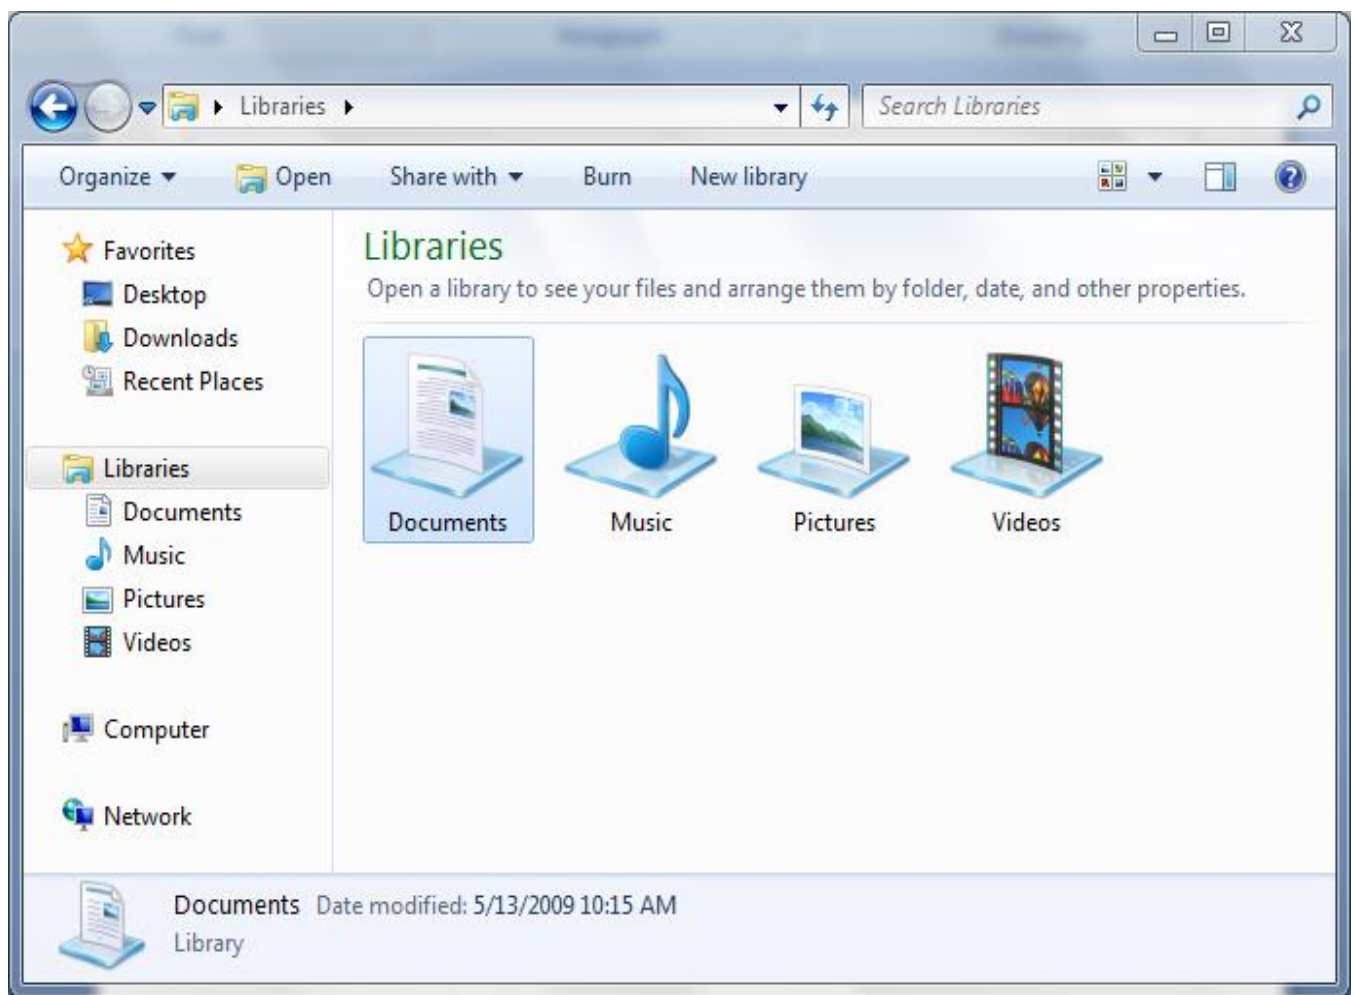 Libraries
Search Libraries
Organize Open Share with Burn New library
Favorites
Desktop
Downloads
Recent Places
Libraries
Documents
Music
Pictures
Videos
Computer
Network
Libraries
Open a library to see your files and arrange them by folder, date, and other properties.
Documents Music Pictures Videos
Documents Date modified: 5/13/2009 10:15 AM
Library